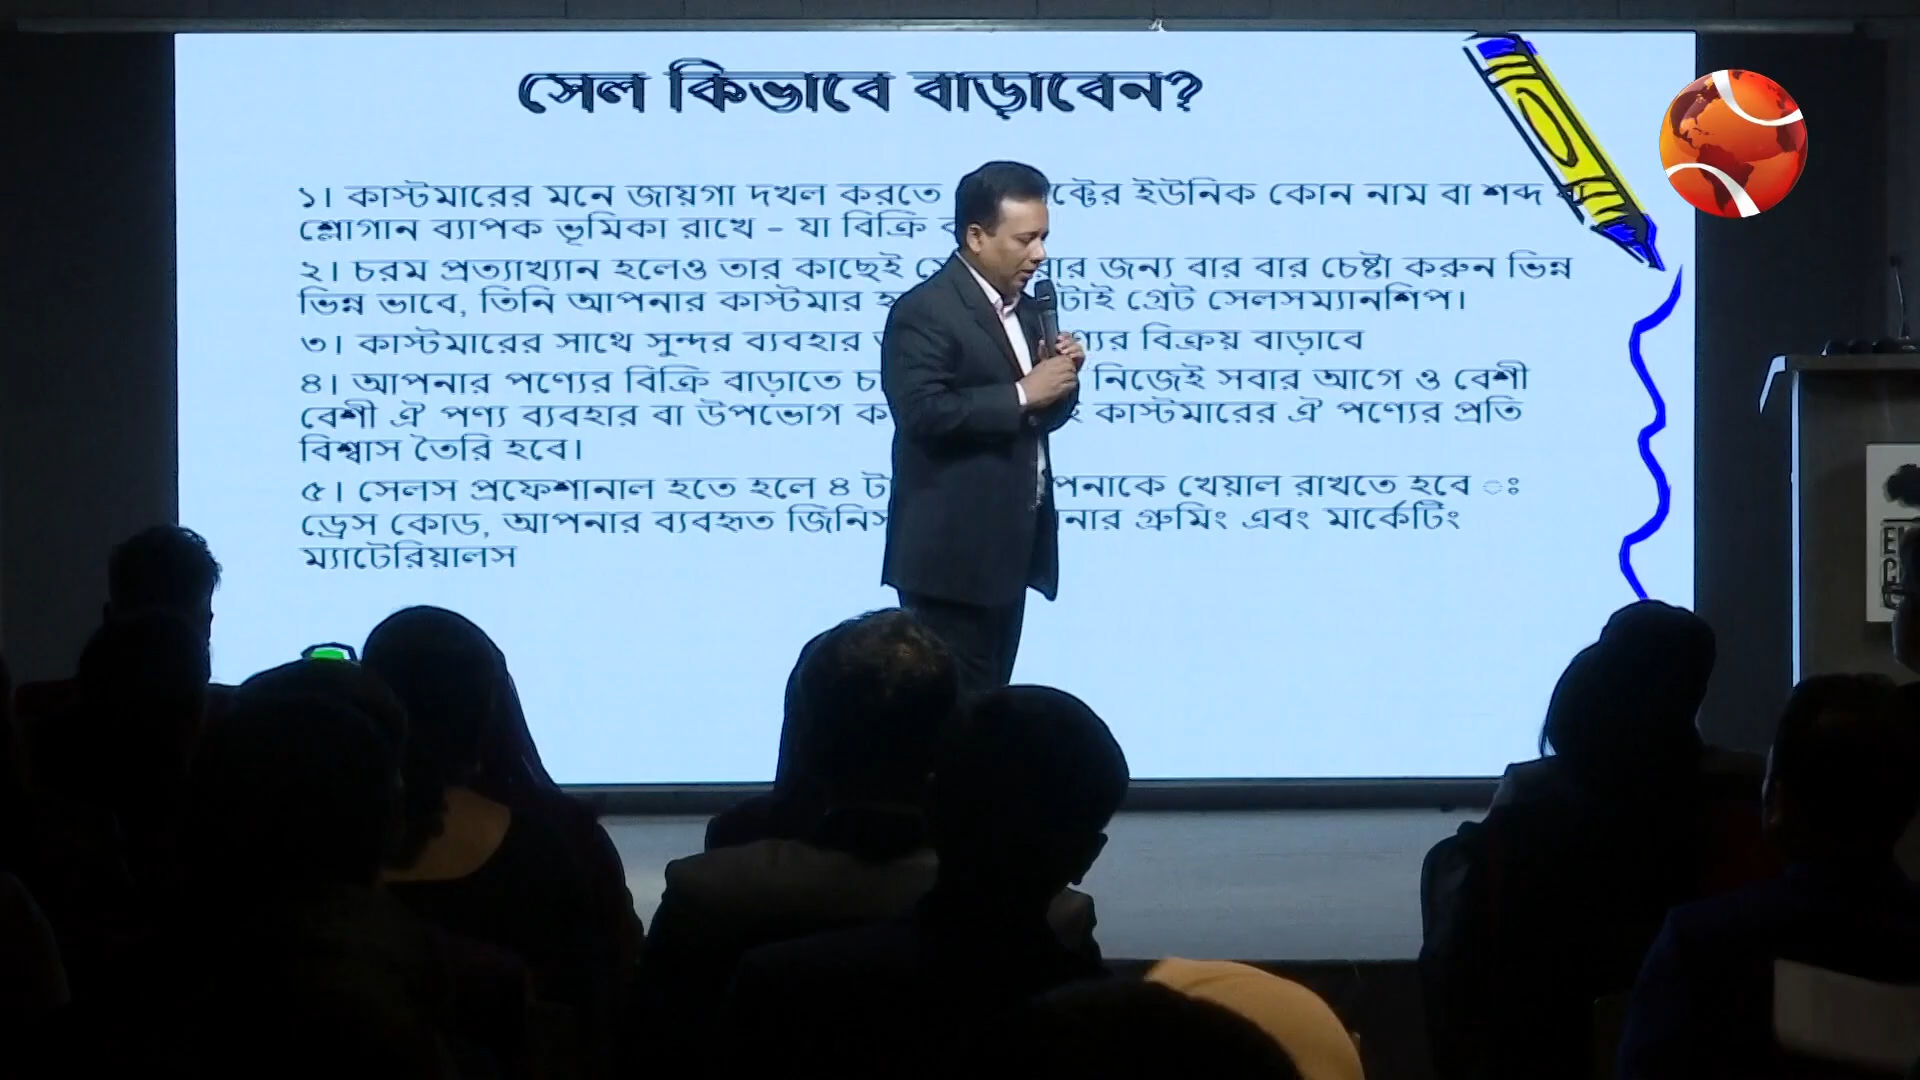 সেল কিভাবে বাড়াবেন?
১। কাস্টমারের মনে জায়গা দখল করতে ক্টের ইউনিক কোন নাম বা শব্দ
শ্লোগান ব্যাপক ভূমিকা রাখে - যা বিক্রি
২। চরম প্রত্যাখ্যান হলেও তার কাছেই রার জন্য বার বার চেষ্টা করুন ভিন্ন
ভিন্ন ভাবে, তিনি আপনার কাস্টমার টাই গ্রেট সেলসম্যানশিপ।
৩। কাস্টমারের সাথে সুন্দর ব্যবহার ণ্যের বিক্রয় বাড়াবে
৪। আপনার পণ্যের বিক্রি বাড়াতে নিজেই সবার আগে ও বেশী
বেশী ঐ পণ্য ব্যবহার বা উপভোগ কাস্টমারের ঐ পণ্যের প্রতি
বিশ্বাস তৈরি হবে।
৫। সেলস প্রফেশানাল হতে হলে ৪ টা পনাকে খেয়াল রাখতে হবে ঃ
ড্রেস কোড, আপনার ব্যবহৃত জিনিস নার গ্রুমিং এবং মার্কেটিং
ম্যাটেরিয়ালস